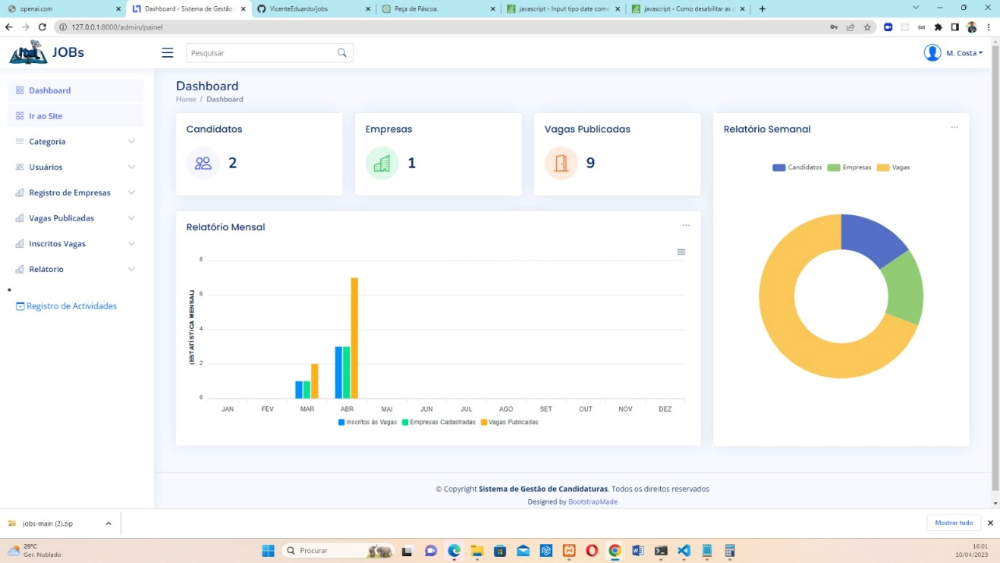 openai.com
Dashboard - Sistema de Gestão
VicenteEduardo/jobs
Peça de Páscoa.
javascript - Input tipo date com
javascript - Como desabilitar as
127.0.0.1:8000/admin/painel
itel JOBs
Pesquisar
M. Costa
Dashboard
Ir ao Site
Categoria
Usuários
Registro de Empresas
Vagas Publicadas
Inscritos Vagas
Relátorio
Registro de Actividades
Dashboard
Home / Dashboard
Candidatos
2
Empresas
1
Vagas Publicadas
9
Relatório Mensal
8
6
4
2
0
(ESTATÍSTICA MENSAL)
JAN FEV MAR ABR MAI JUN JUL AGO SET OUT NOV DEZ
Inscritos ás Vagas Empresas Cadastradas Vagas Publicadas
Relatório Semanal
Candidatos Empresas Vagas
© Copyright Sistema de Gestão de Candidaturas. Todos os direitos reservados
Designed by BootstrapMade
jobs-main (2).zip
Mostrar tudo
29°C
Ger. Nublado
Procurar
16:01
10/04/2023